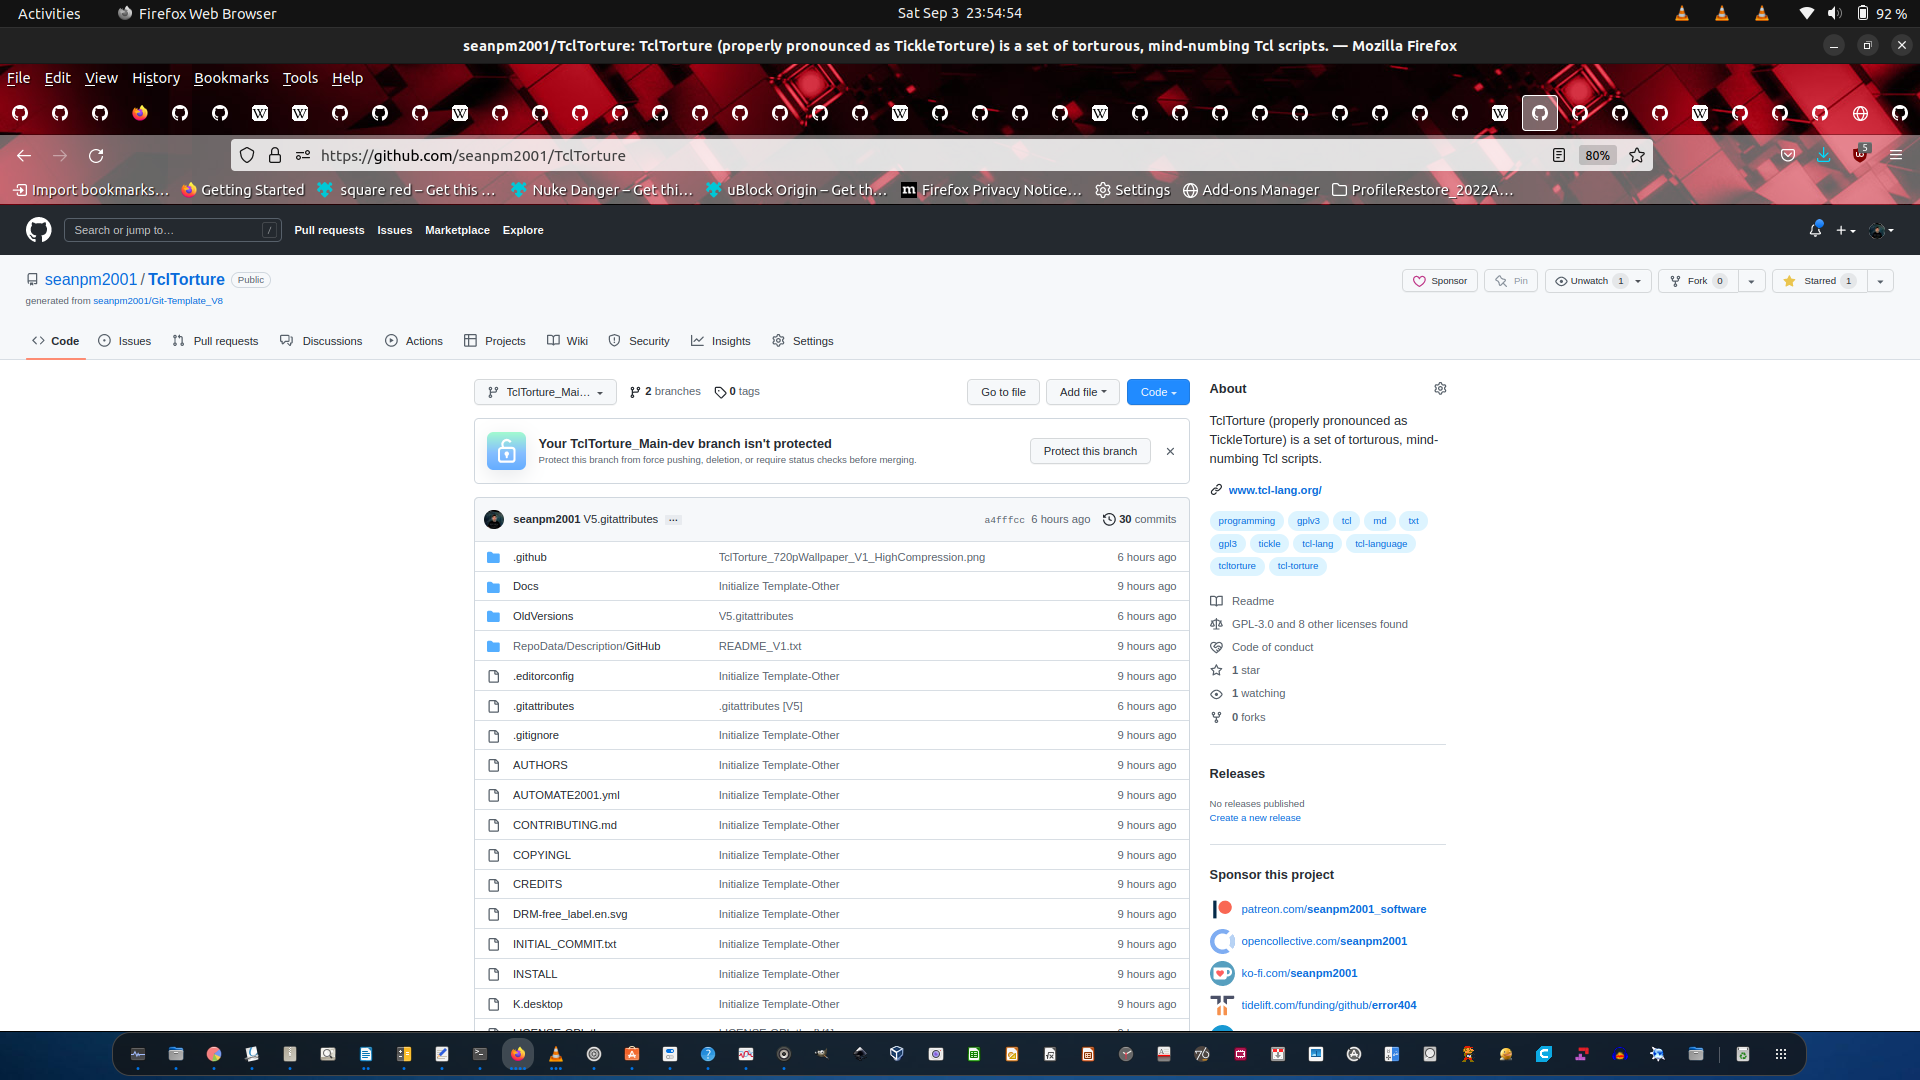 Activities
Firefox Web Browser
Sat Sep 3 23:54:54
92 %
seanpm2001/TclTorture: TclTorture (properly pronounced as TickleTorture) is a set of torturous, mind-numbing Tcl scripts. — Mozilla Firefox
File Edit View History Bookmarks Tools Help
https://github.com/seanpm2001/TclTorture
80%
5
Import bookmarks…
Getting Started
square red – Get this …
Nuke Danger – Get thi…
uBlock Origin – Get th…
Firefox Privacy Notice…
Settings
Add-ons Manager
ProfileRestore_2022A…
Search or jump to…
/
Pull requests Issues Marketplace Explore
seanpm2001 / TclTorture Public
generated from seanpm2001/Git-Template_V8
Sponsor
Pin
Unwatch 1
Fork 0
Starred 1
Code
Issues
Pull requests
Discussions
Actions
Projects
Wiki
Security
Insights
Settings
TclTorture_Mai…
2 branches
0 tags
Go to file
Add file
Code
Your TclTorture_Main-dev branch isn't protected
Protect this branch from force pushing, deletion, or require status checks before merging.
Protect this branch
seanpm2001 V5.gitattributes …
a4fffcc 6 hours ago
30 commits
.github TclTorture_720pWallpaper_V1_HighCompression.png 6 hours ago
Docs Initialize Template-Other 9 hours ago
OldVersions V5.gitattributes 6 hours ago
RepoData/Description/GitHub README_V1.txt 9 hours ago
.editorconfig Initialize Template-Other 9 hours ago
.gitattributes .gitattributes [V5] 6 hours ago
.gitignore Initialize Template-Other 9 hours ago
AUTHORS Initialize Template-Other 9 hours ago
AUTOMATE2001.yml Initialize Template-Other 9 hours ago
CONTRIBUTING.md Initialize Template-Other 9 hours ago
COPYINGL Initialize Template-Other 9 hours ago
CREDITS Initialize Template-Other 9 hours ago
DRM-free_label.en.svg Initialize Template-Other 9 hours ago
INITIAL_COMMIT.txt Initialize Template-Other 9 hours ago
INSTALL Initialize Template-Other 9 hours ago
K.desktop Initialize Template-Other 9 hours ago
About
TclTorture (properly pronounced as
TickleTorture) is a set of torturous, mind-
numbing Tcl scripts.
www.tcl-lang.org/
programming gplv3 tcl md txt
gpl3 tickle tcl-lang tcl-language
tcltorture tcl-torture
Readme
GPL-3.0 and 8 other licenses found
Code of conduct
1 star
1 watching
0 forks
Releases
No releases published
Create a new release
Sponsor this project
patreon.com/seanpm2001_software
opencollective.com/seanpm2001
ko-fi.com/seanpm2001
tidelift.com/funding/github/error404